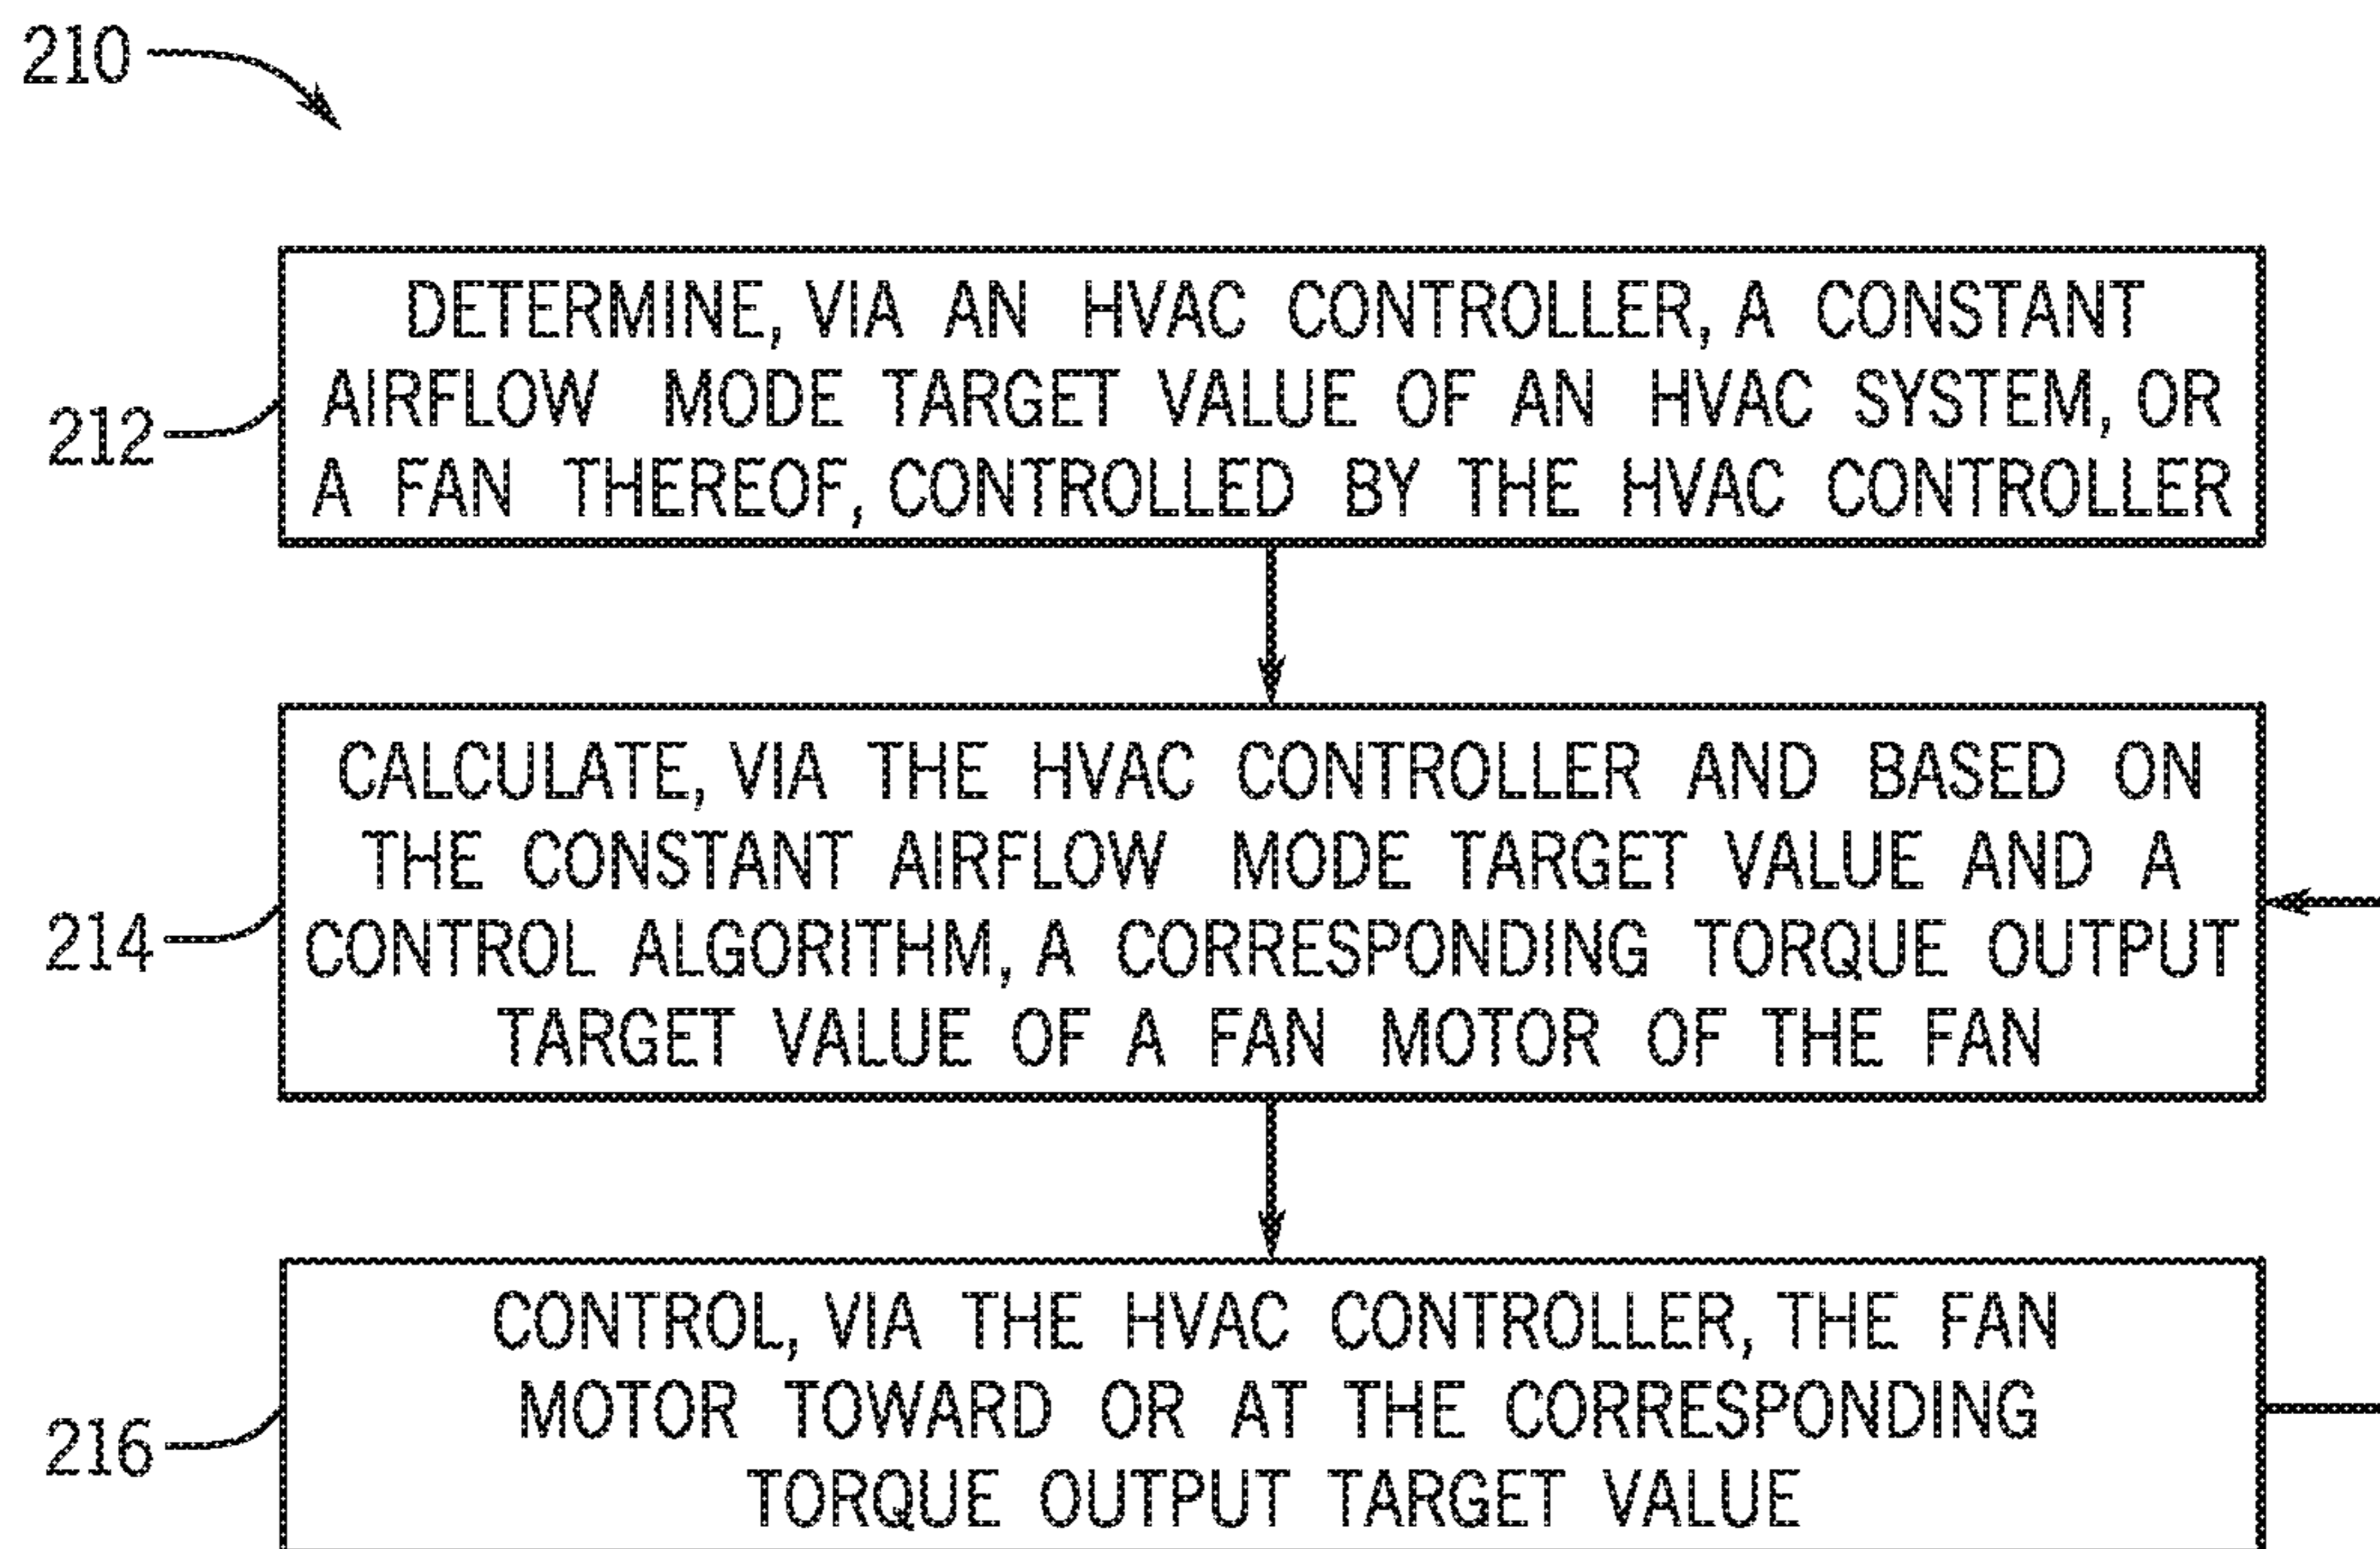 210
DETERMINE, VIA AN HVAC CONTROLLER, A CONSTANT
AIRFLOW MODE TARGET VALUE OF AN HVAC SYSTEM, OR
A FAN THEREOF, CONTROLLED BY THE HVAC CONTROLLER
212
CALCULATE, VIA THE HVAC CONTROLLER AND BASED ON
THE CONSTANT AIRFLOW MODE TARGET VALUE AND A
CONTROL ALGORITHM, A CORRESPONDING TORQUE OUTPUT
TARGET VALUE OF A FAN MOTOR OF THE FAN
214
CONTROL, VIA THE HVAC CONTROLLER, THE FAN
MOTOR TOWARD OR AT THE CORRESPONDING
TORQUE OUTPUT TARGET VALUE
216